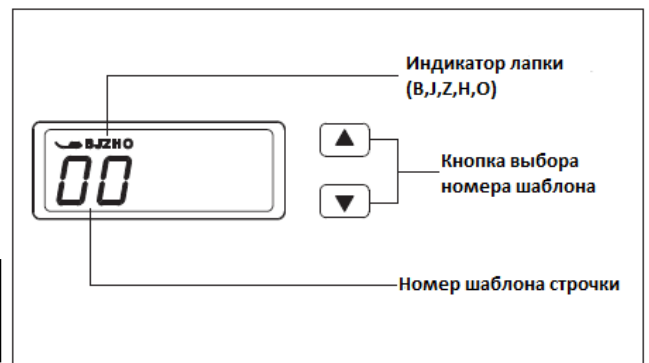 Индикатор лапки
(B,J,Z,H,O)
BJZHO
00
Кнопка выбора
номера шаблона
Номер шаблона строчки